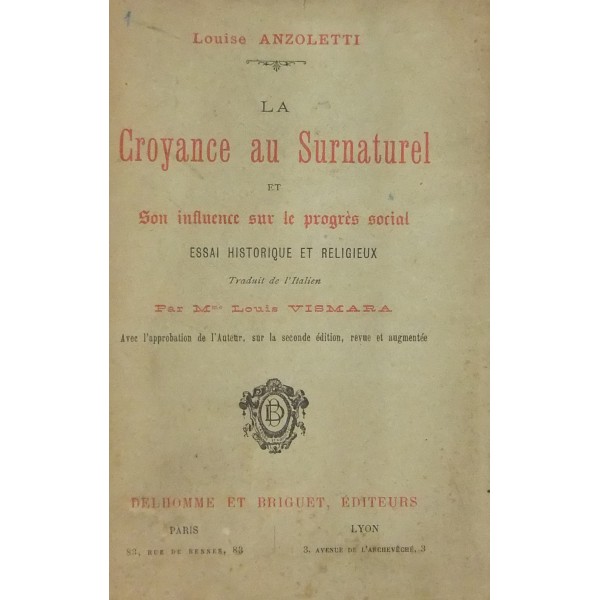 1
Louise ANZOLETTI
LA
Croyance au Surnaturel
ET
Son influence sur le progrès social
ESSAI HISTORIQUE ET RELIGIEUX
Traduit de l'Italien
Par Mme Louis VISMARA
Avec l'approbation de l'Auteur, sur la seconde édition, revue et augmentée
DB
DELHOMME ET BRIGUET, ÉDITEURS
PARIS LYON
83, RUE DE RENNES, 83 3, AVENUE DE L'ARCHEVÊCHÉ, 3